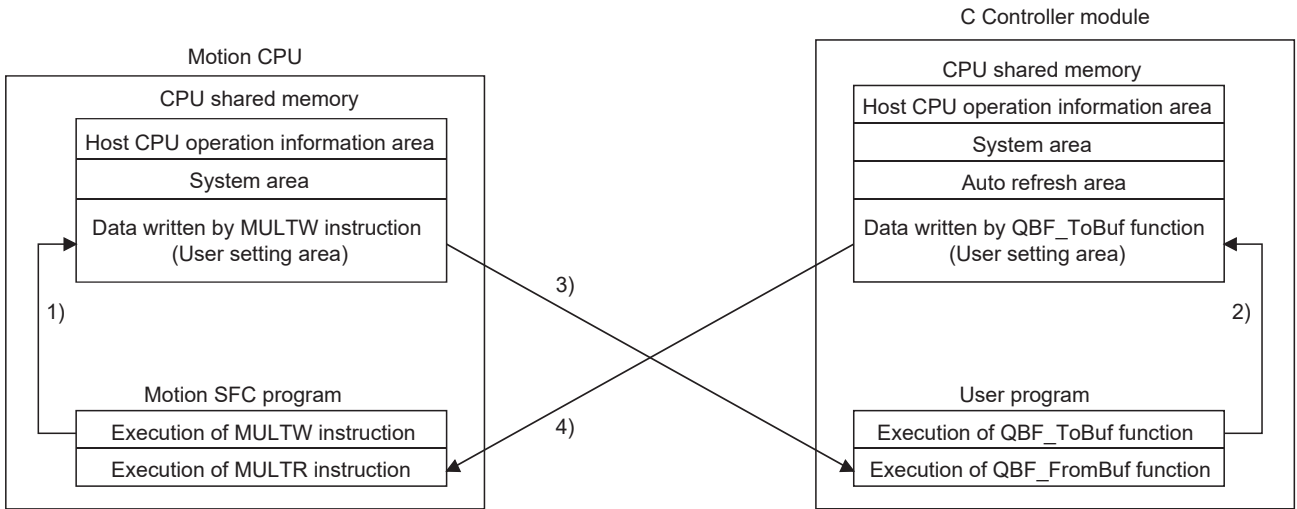 C Controller module
Motion CPU
CPU shared memory
CPU shared memory
Host CPU operation information area
System area
Auto refresh area
Data written by QBF_ToBuf function
(User setting area)
Host CPU operation information area
System area
Data written by MULTW instruction
(User setting area)
1)
3)
2)
4)
Motion SFC program
Execution of MULTW instruction
Execution of MULTR instruction
User program
Execution of QBF_ToBuf function
Execution of QBF_FromBuf function